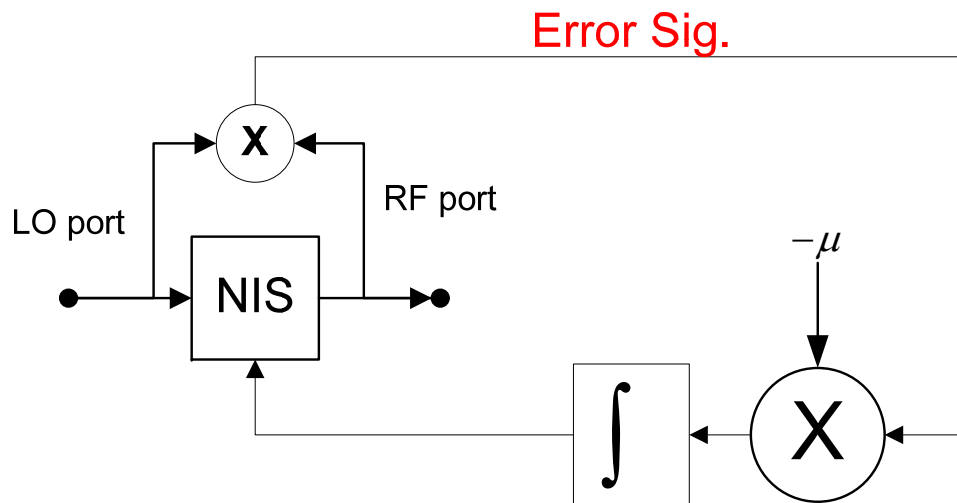 Error Sig.
X
LO port
RF port
NIS
−μ
∫
X